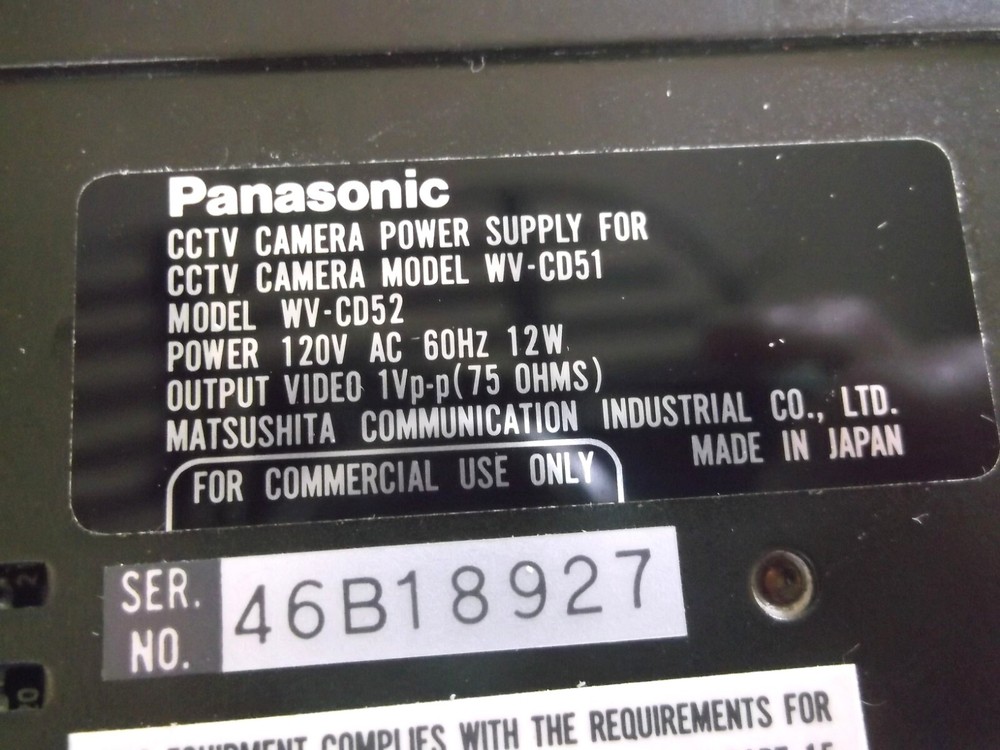 Panasonic
CCTV CAMERA POWER SUPPLY FOR
CCTV CAMERA MODEL WV-CD51
MODEL WV-CD52
POWER 120V AC 60Hz 12W
OUTPUT VIDEO 1Vp-p(75 OHMS)
MATSUSHITA COMMUNICATION INDUSTRIAL CO., LTD.
MADE IN JAPAN
FOR COMMERCIAL USE ONLY
SER. NO. 46B18927
EQUIPMENT COMPLIES WITH THE REQUIREMENTS FOR